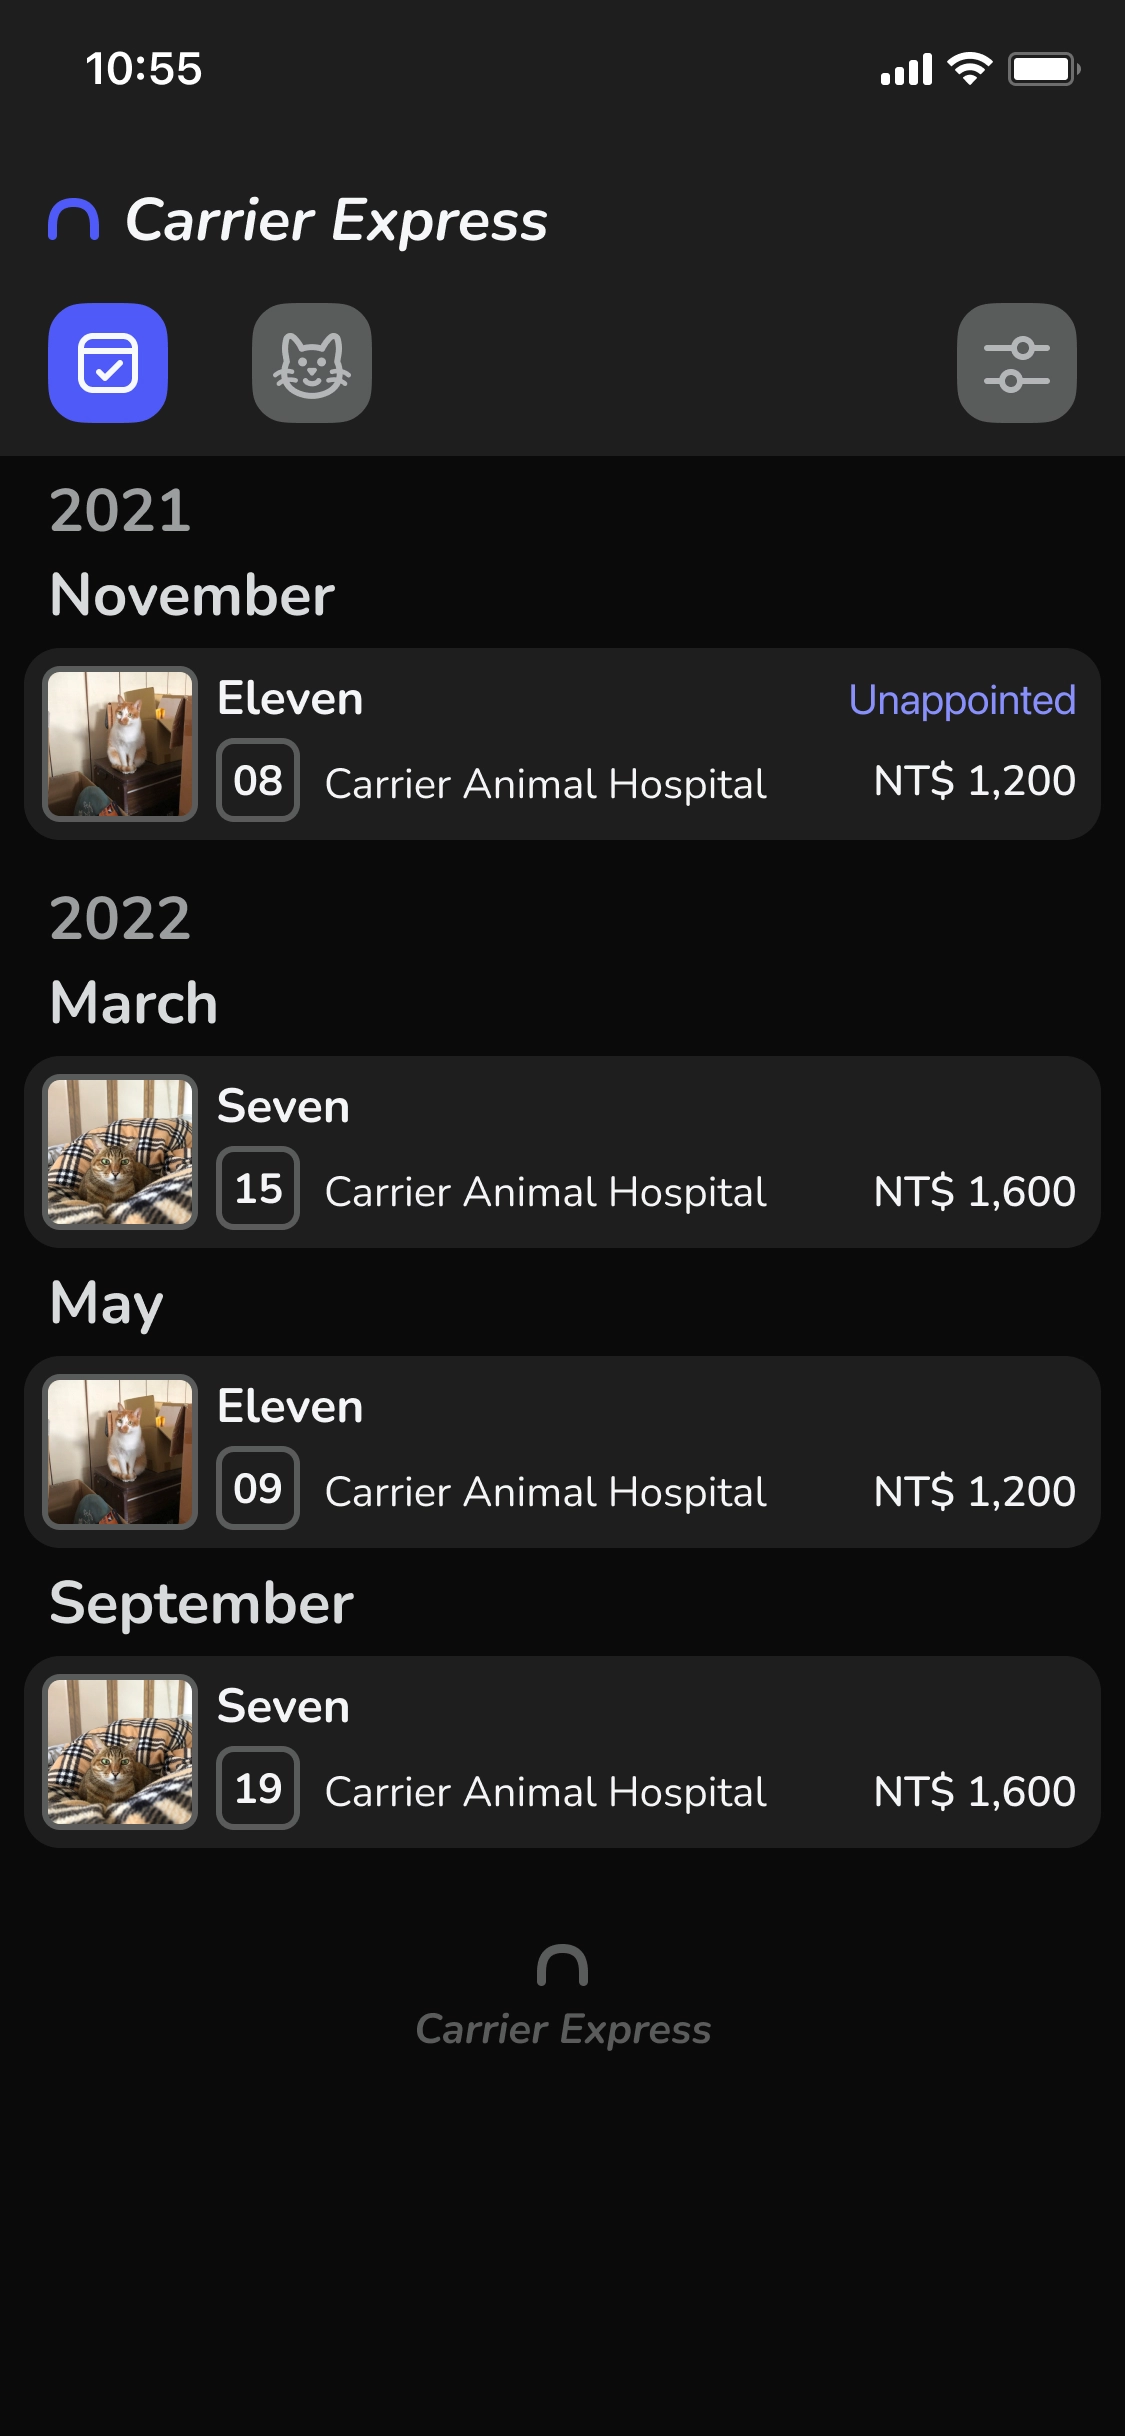 10:55
Carrier Express
2021
November
Eleven
Unappointed
08 Carrier Animal Hospital NT$ 1,200
2022
March
Seven
15 Carrier Animal Hospital NT$ 1,600
May
Eleven
09 Carrier Animal Hospital NT$ 1,200
September
Seven
19 Carrier Animal Hospital NT$ 1,600
Carrier Express